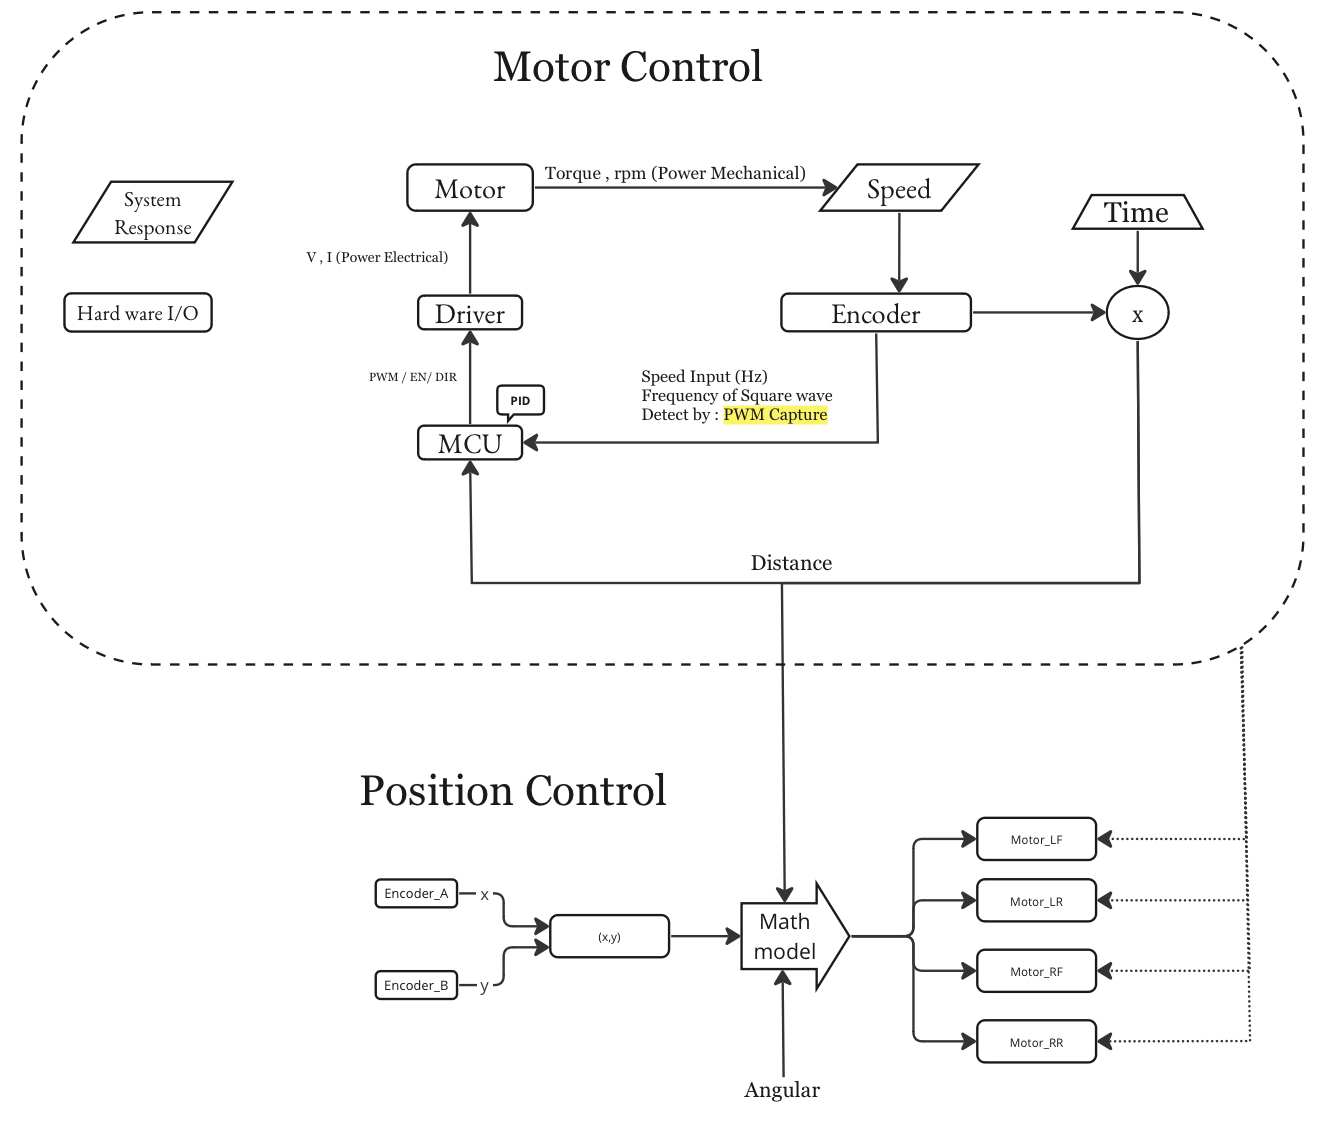 Motor Control
System
Response
Hard ware I/O
Motor
Torque , rpm (Power Mechanical)
Speed
Time
V , I (Power Electrical)
Driver
Encoder
x
PWM / EN/ DIR
PID
MCU
Speed Input (Hz)
Frequency of Square wave
Detect by : PWM Capture
Distance
Position Control
Encoder_A
x
Encoder_B
y
(x,y)
Math
model
Angular
Motor_LF
Motor_LR
Motor_RF
Motor_RR